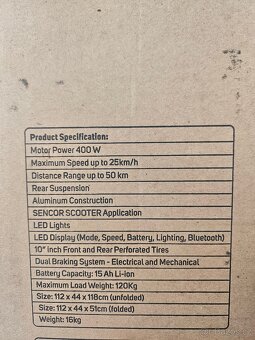 Product Specification:
Motor Power 400 W
Maximum Speed up to 25km/h
Distance Range up to 50 km
Rear Suspension
Aluminum Construction
SENCOR SCOOTER Application
LED Lights
LED Display (Mode, Speed, Battery, Lighting, Bluetooth)
10" inch Front and Rear Perforated Tires
Dual Braking System - Electrical and Mechanical
Battery Capacity: 15 Ah Li-ion
Maximum Load Weight: 120Kg
Size: 112 x 44 x 118cm (unfolded)
Size: 112 x 44 x 51cm (folded)
Weight: 16kg